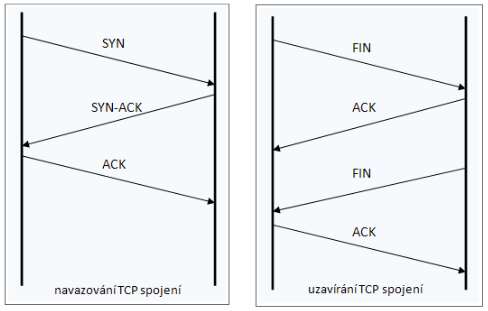 SYN
SYN-ACK
ACK
navazování TCP spojení
FIN
ACK
FIN
ACK
uzavírání TCP spojení